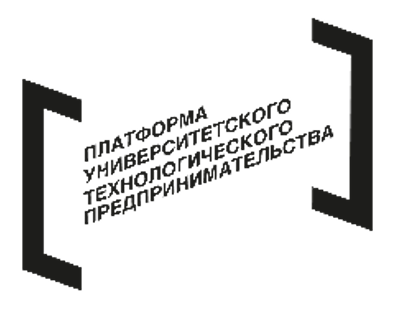 ПЛАТФОРМА
УНИВЕРСИТЕТСКОГО
ТЕХНОЛОГИЧЕСКОГО
ПРЕДПРИНИМАТЕЛЬСТВА